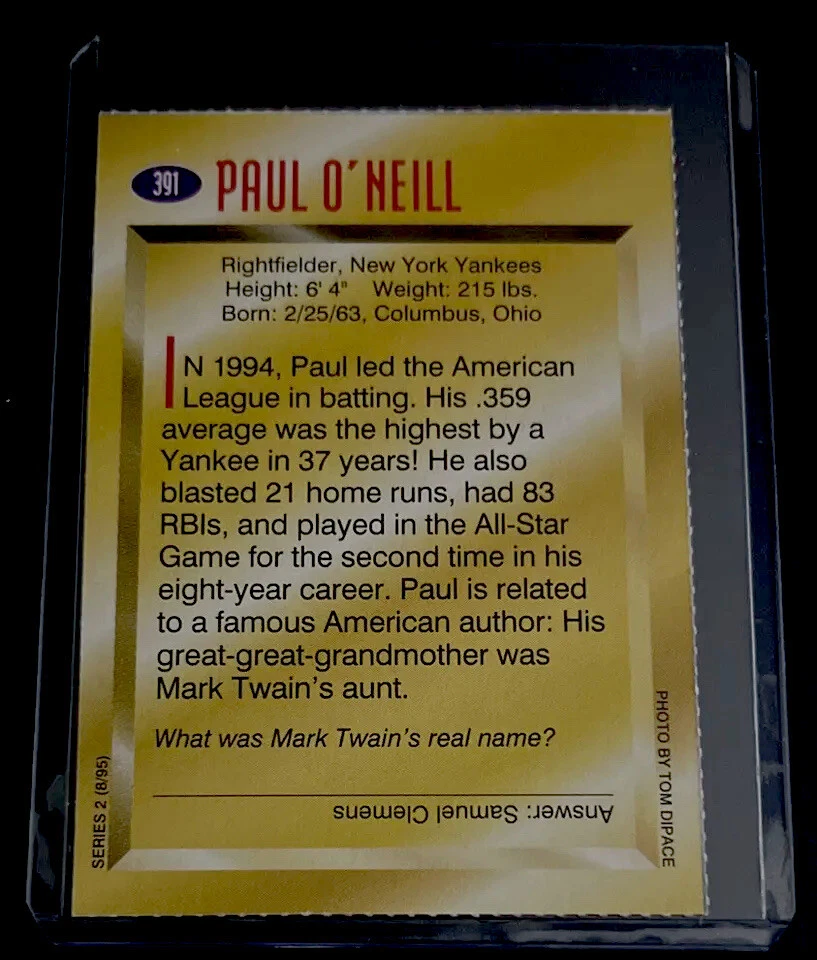 391
PAUL O'NEILL
Rightfielder, New York Yankees
Height: 6' 4" Weight: 215 lbs.
Born: 2/25/63, Columbus, Ohio
IN 1994, Paul led the American
League in batting. His .359
average was the highest by a
Yankee in 37 years! He also
blasted 21 home runs, had 83
RBIs, and played in the All-Star
Game for the second time in his
eight-year career. Paul is related
to a famous American author: His
great-great-grandmother was
Mark Twain's aunt.
What was Mark Twain's real name?
Answer: Samuel Clemens
SERIES 2 (8/95)
PHOTO BY TOM DIPACE